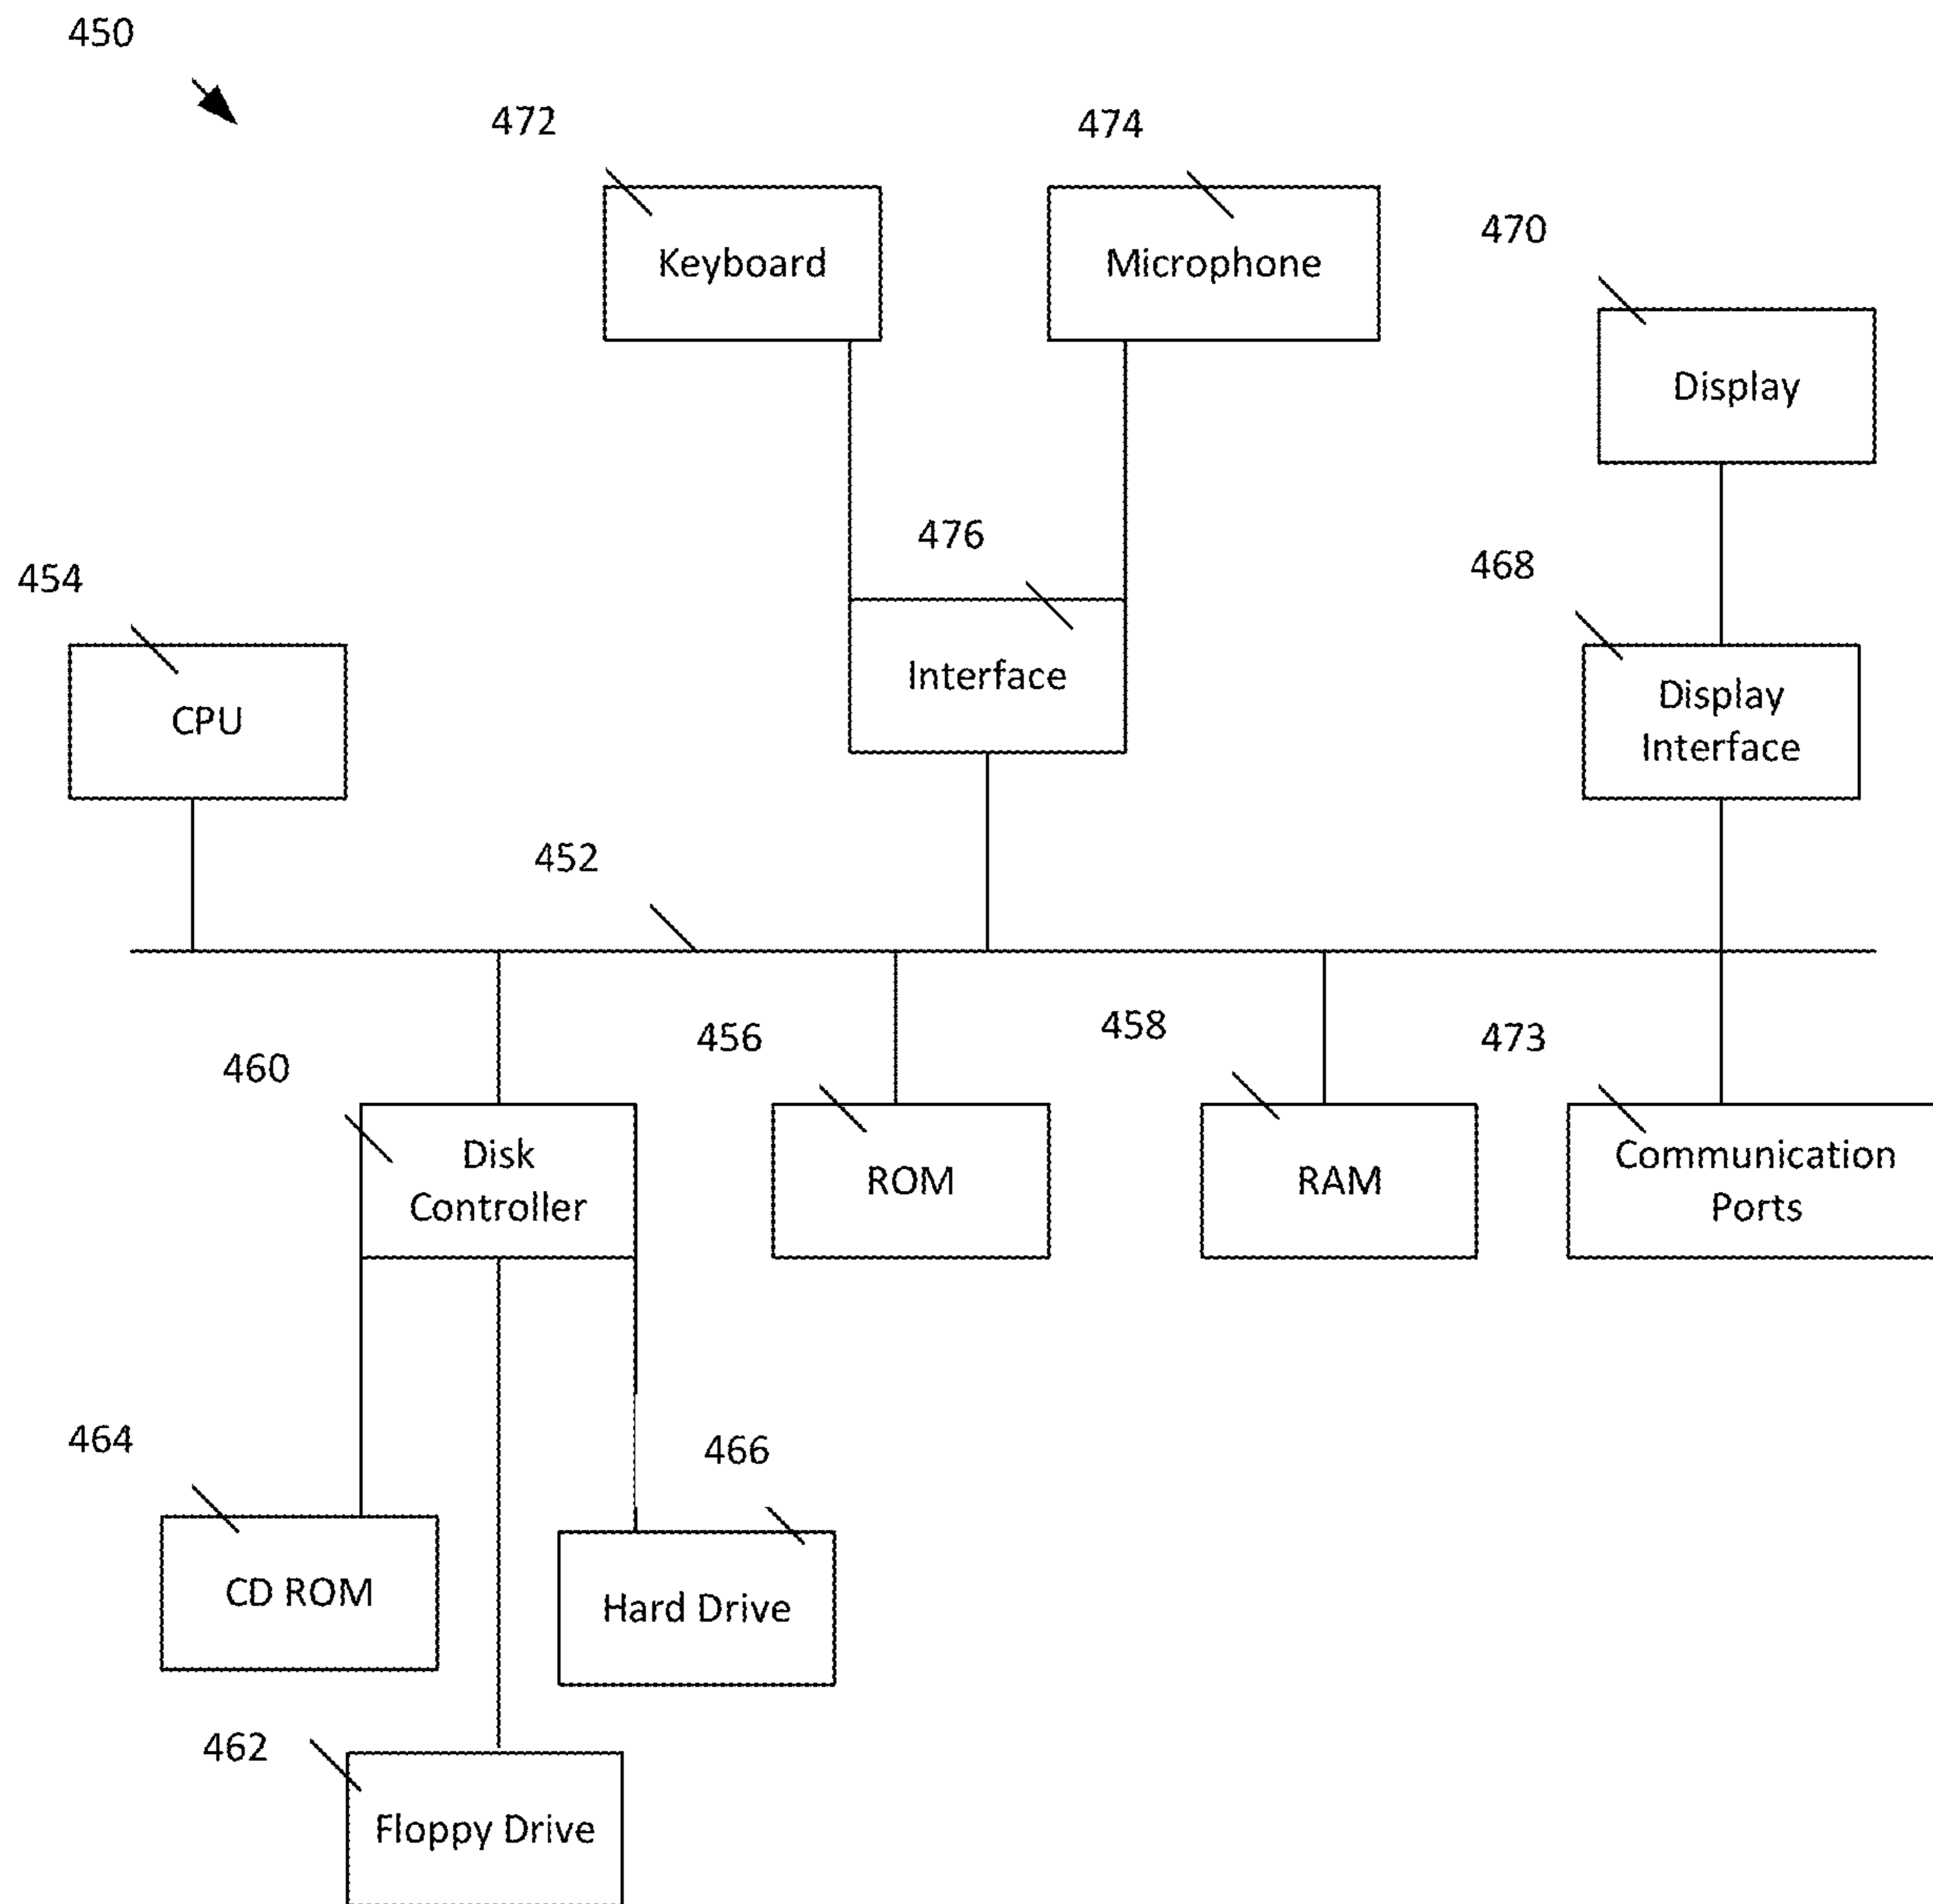 450
472
474
Keyboard
Microphone
470
Display
476
468
454
Interface
Display
Interface
CPU
452
460
456
458
473
Disk
Controller
ROM
RAM
Communication
Ports
464
466
CD ROM
Hard Drive
462
Floppy Drive